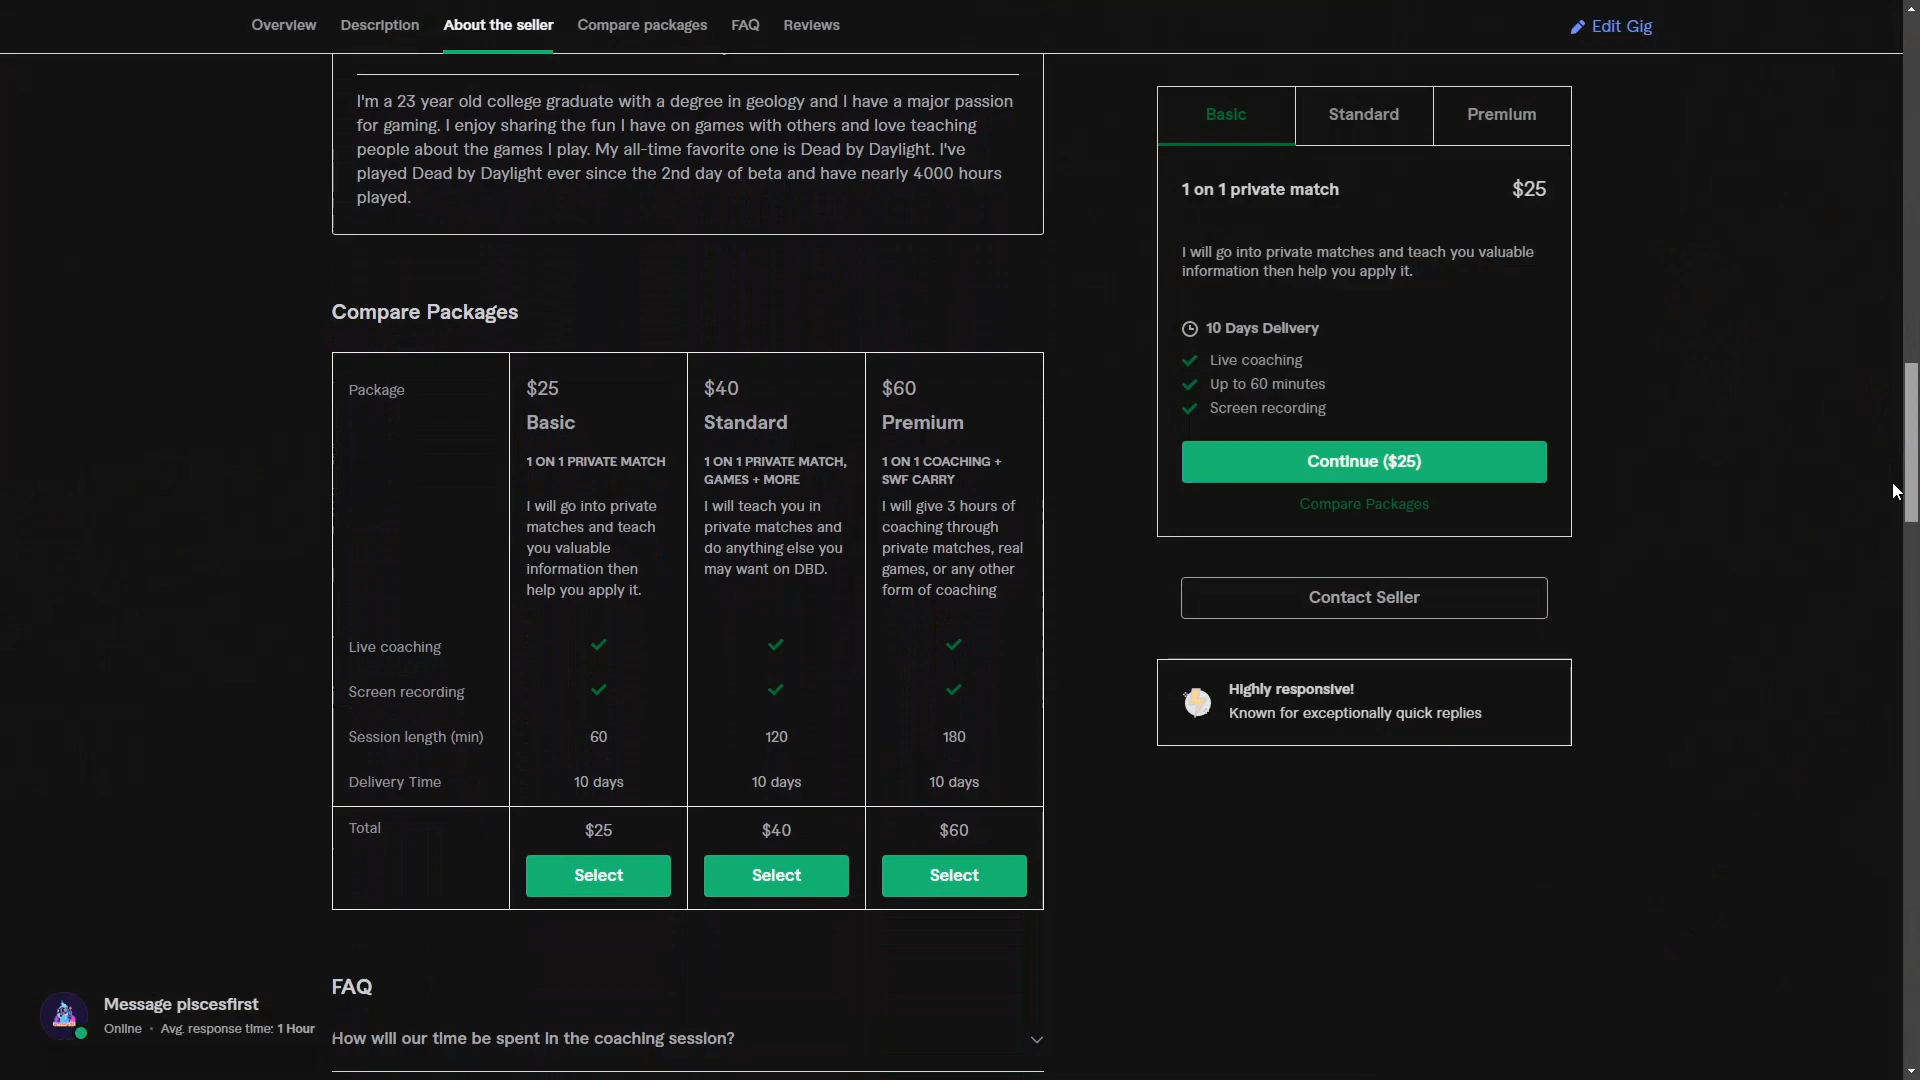 Overview Description About the seller Compare packages FAQ Reviews
Edit Gig
I'm a 23 year old college graduate with a degree in geology and I have a major passion
for gaming. I enjoy sharing the fun I have on games with others and love teaching
people about the games I play. My all-time favorite one is Dead by Daylight. I've
played Dead by Daylight ever since the 2nd day of beta and have nearly 4000 hours
played.
Compare Packages
Package
$25
Basic
1 ON 1 PRIVATE MATCH
I will go into private
matches and teach
you valuable
information then
help you apply it.
$40
Standard
1 ON 1 PRIVATE MATCH,
GAMES + MORE
I will teach you in
private matches and
do anything else you
may want on DBD.
$60
Premium
1 ON 1 COACHING +
SWF CARRY
I will give 3 hours of
coaching through
private matches, real
games, or any other
form of coaching
Live coaching
Screen recording
Session length (min) 60 120 180
Delivery Time 10 days 10 days 10 days
Total $25 $40 $60
Select Select Select
FAQ
How will our time be spent in the coaching session?
Basic Standard Premium
1 on 1 private match $25
I will go into private matches and teach you valuable
information then help you apply it.
10 Days Delivery
Live coaching
Up to 60 minutes
Screen recording
Continue ($25)
Compare Packages
Contact Seller
Highly responsive!
Known for exceptionally quick replies
Message piscesfirst
Online • Avg. response time: 1 Hour